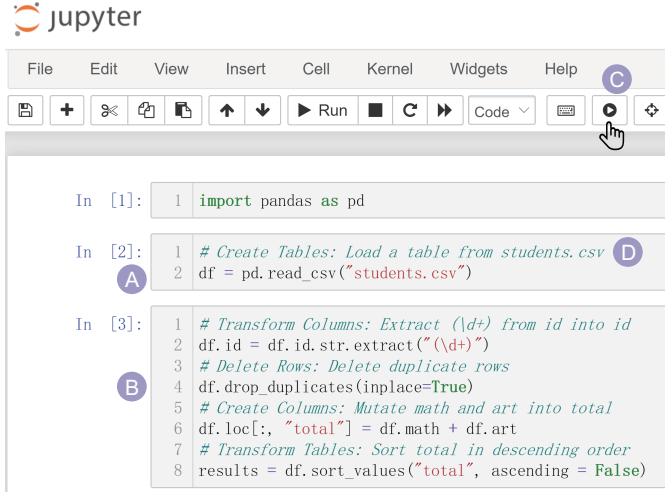 jupyter
File Edit View Insert Cell Kernel Widgets Help
C
Run Code
In [1]: 1 import pandas as pd
In [2]: 1 # Create Tables: Load a table from students.csv D
A 2 df = pd.read_csv("students.csv")
In [3]: 1 # Transform Columns: Extract (\d+) from id into id
2 df.id = df.id.str.extract("(\d+)")
3 # Delete Rows: Delete duplicate rows
B 4 df.drop_duplicates(inplace=True)
5 # Create Columns: Mutate math and art into total
6 df.loc[:, "total"] = df.math + df.art
7 # Transform Tables: Sort total in descending order
8 results = df.sort_values("total", ascending = False)